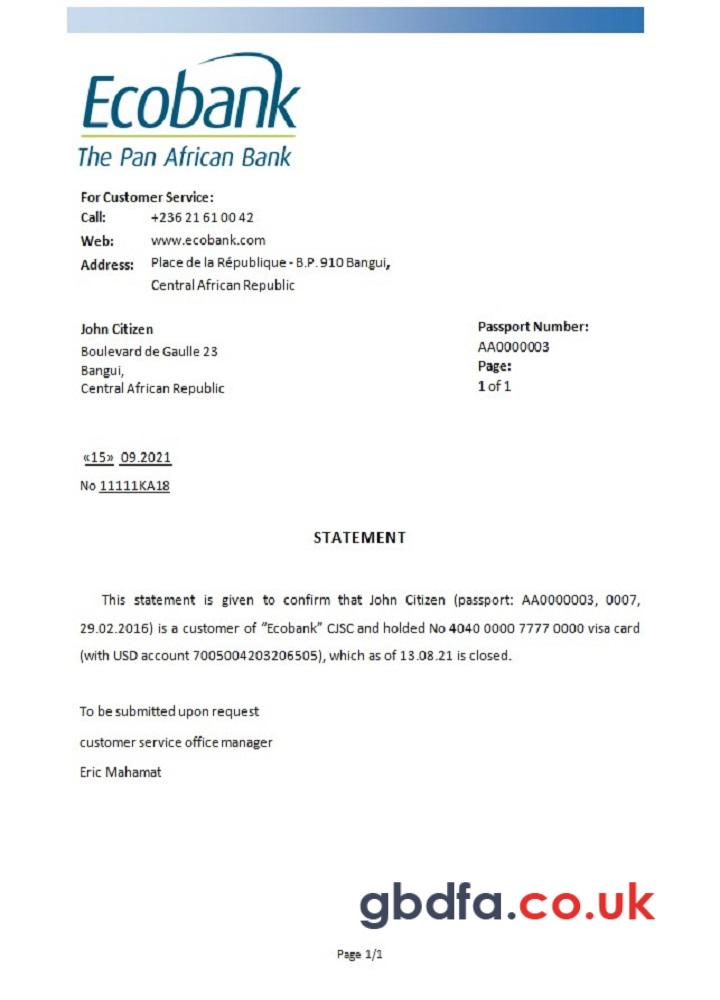 Ecobank
The Pan African Bank
For Customer Service:
Call: +236 21 61 00 42
Web: www.ecobank.com
Address: Place de la République - B.P. 910 Bangui,
Central African Republic
John Citizen
Boulevard de Gaulle 23
Bangui,
Central African Republic
Passport Number:
AA0000003
Page:
1 of 1
«15» 09.2021
No 11111KA18
STATEMENT
This statement is given to confirm that John Citizen (passport: AA0000003, 0007,
29.02.2016) is a customer of "Ecobank" CJSC and holded No 4040 0000 7777 0000 visa card
(with USD account 7005004203206505), which as of 13.08.21 is closed.
To be submitted upon request
customer service office manager
Eric Mahamat
gbdfa.co.uk
Page 1/1